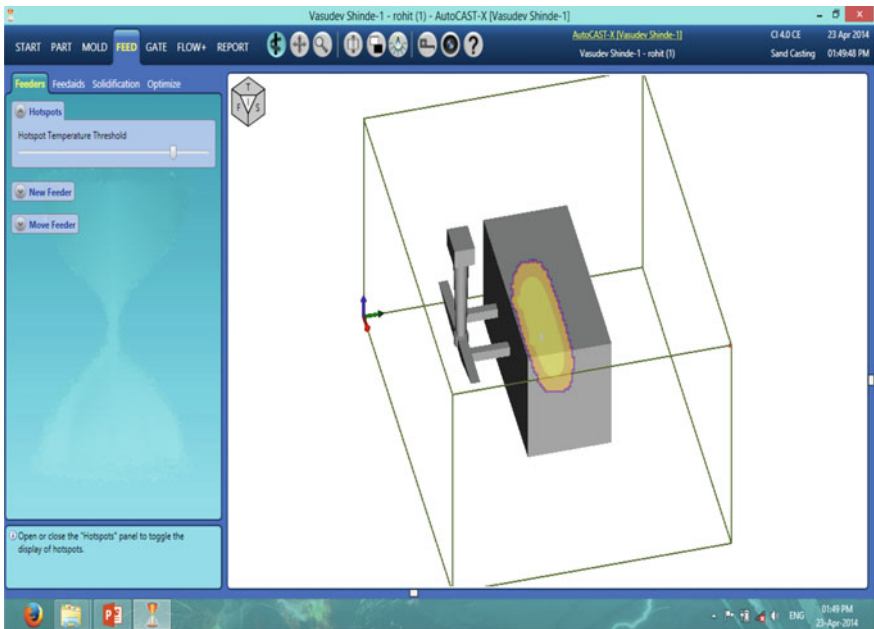 Vasudev Shinde-1 - rohit (1) - AutoCAST-X [Vasudev Shinde-1]
START PART MOLD FEED GATE FLOW+ REPORT
AutoCAST-X [Vasudev Shinde-1]
Vasudev Shinde-1 - rohit (1)
CI 4.0 CE
Sand Casting
23 Apr 2014
01:49:48 PM
Feeders Feedaids Solidification Optimize
Hotspots
Hotspot Temperature Threshold
New Feeder
Move Feeder
T
F S
Open or close the "Hotspots" panel to toggle the
display of hotspots.
ENG
01:49 PM
23-Apr-2014